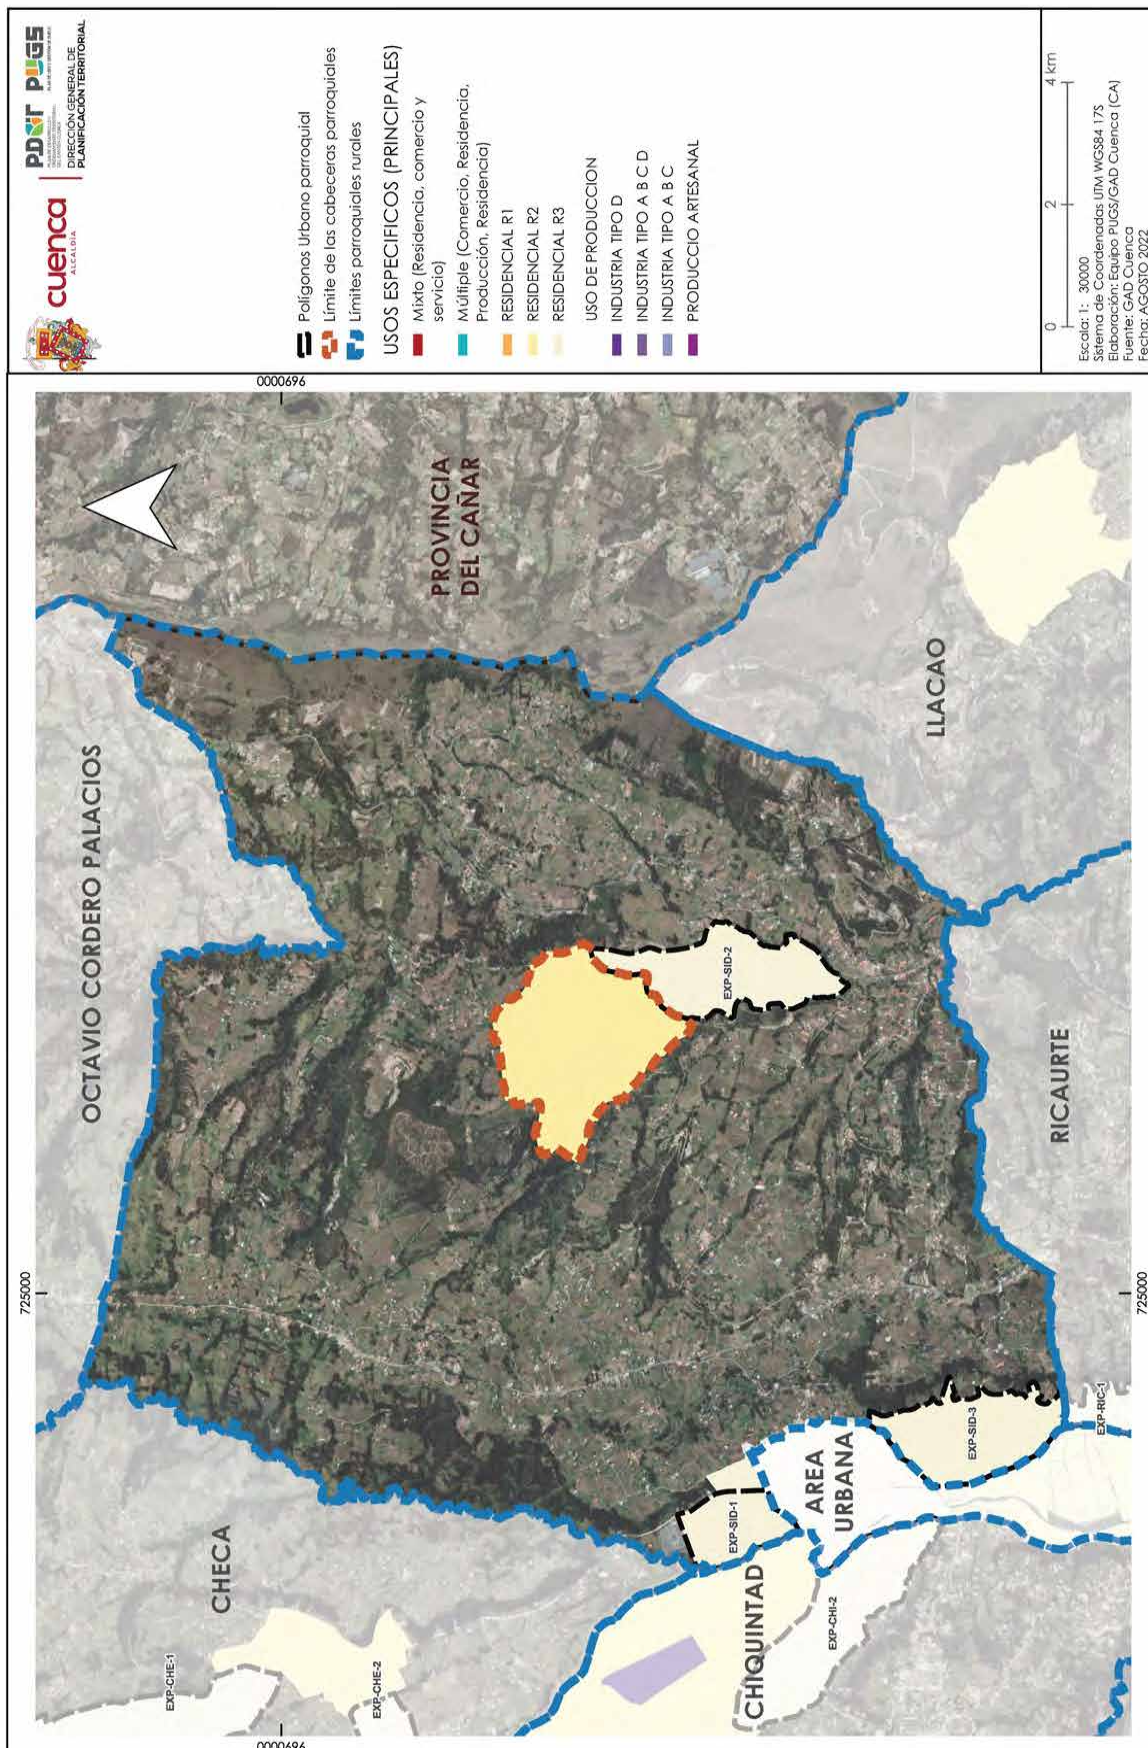 cuenca
ALCALDÍA
PDOT PUGS
DIRECCIÓN GENERAL DE
PLANIFICACIÓN TERRITORIAL
Polígonos Urbano parroquial
Límite de las cabeceras parroquiales
Límites parroquiales rurales
USOS ESPECIFICOS (PRINCIPALES)
Mixto (Residencia, comercio y
servicio)
Múltiple (Comercio, Residencia,
Producción, Residencia)
RESIDENCIAL R1
RESIDENCIAL R2
RESIDENCIAL R3
USO DE PRODUCCION
INDUSTRIA TIPO D
INDUSTRIA TIPO A B C D
INDUSTRIA TIPO A B C
PRODUCCIO ARTESANAL
0 2 4 km
Escala: 1: 30000
Sistema de Coordenadas UTM WGS84 17S
Elaboración: Equipo PUGS/GAD Cuenca (CA)
Fuente: GAD Cuenca
Fecha: AGOSTO 2022
725000
0000696
OCTAVIO CORDERO PALACIOS
PROVINCIA
DEL CAÑAR
CHECA
EXP-CHE-1
EXP-CHE-2
EXP-SID-2
LLACAO
EXP-SID-1
CHIQUINTAD
AREA
URBANA
EXP-CHI-2
EXP-SID-3
RICAURTE
EXP-RIC-1
0000696
725000